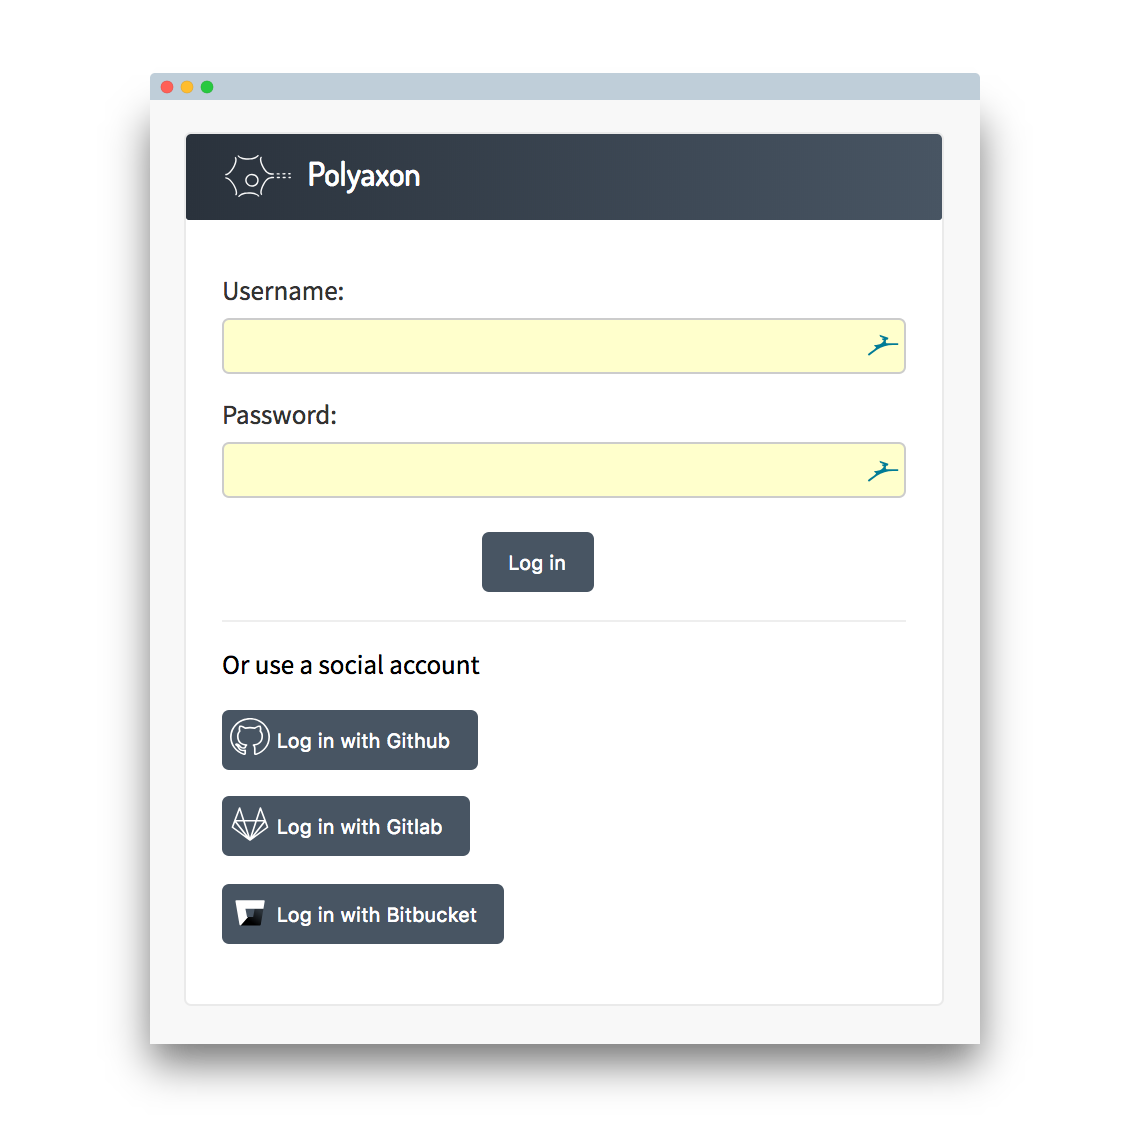 Polyaxon
Username:
Password:
Log in
Or use a social account
Log in with Github
Log in with Gitlab
Log in with Bitbucket